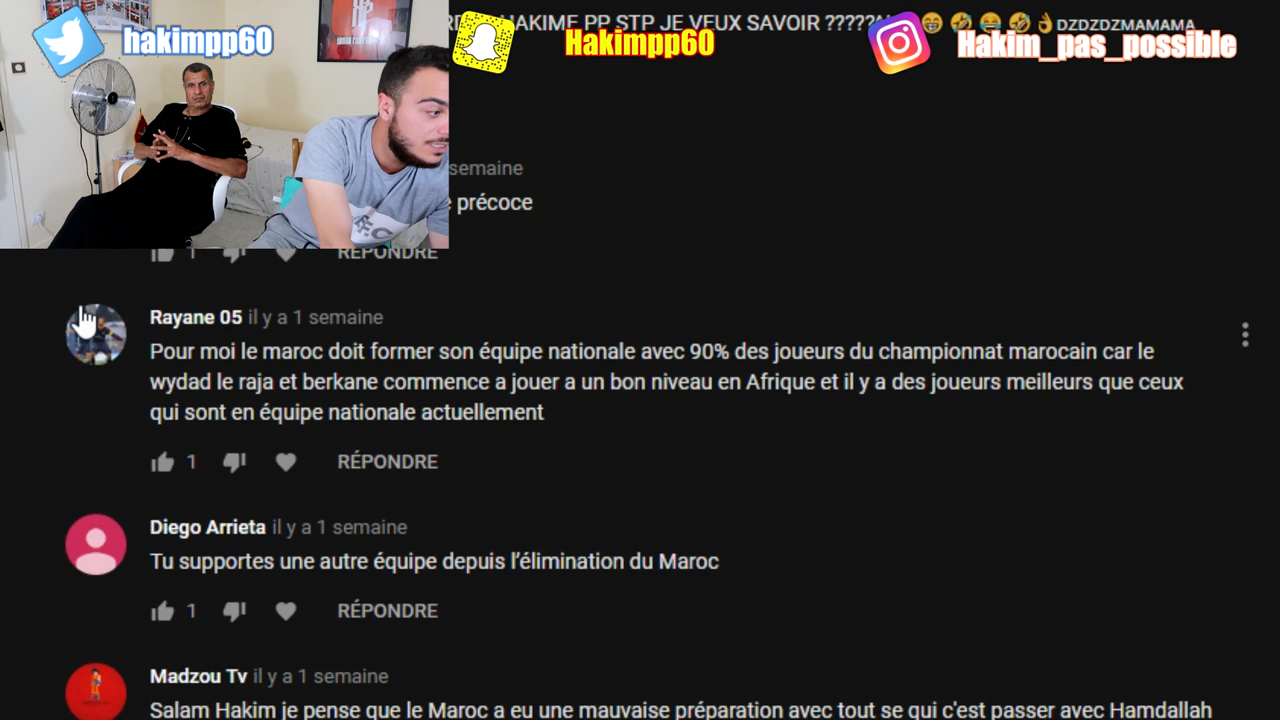 HAKIME PP STP JE VEUX SAVOIR ????? DZDZDZMAMAMA
hakimpp60
Hakimpp60
Hakim_pas_possible
semaine
précoce
1 RÉPONDRE
Rayane 05 il y a 1 semaine
Pour moi le maroc doit former son équipe nationale avec 90% des joueurs du championnat marocain car le
wydad le raja et berkane commence a jouer a un bon niveau en Afrique et il y a des joueurs meilleurs que ceux
qui sont en équipe nationale actuellement
1 RÉPONDRE
Diego Arrieta il y a 1 semaine
Tu supportes une autre équipe depuis l'élimination du Maroc
1 RÉPONDRE
Madzou Tv il y a 1 semaine
Salam Hakim je pense que le Maroc a eu une mauvaise préparation avec tout se qui c'est passer avec Hamdallah